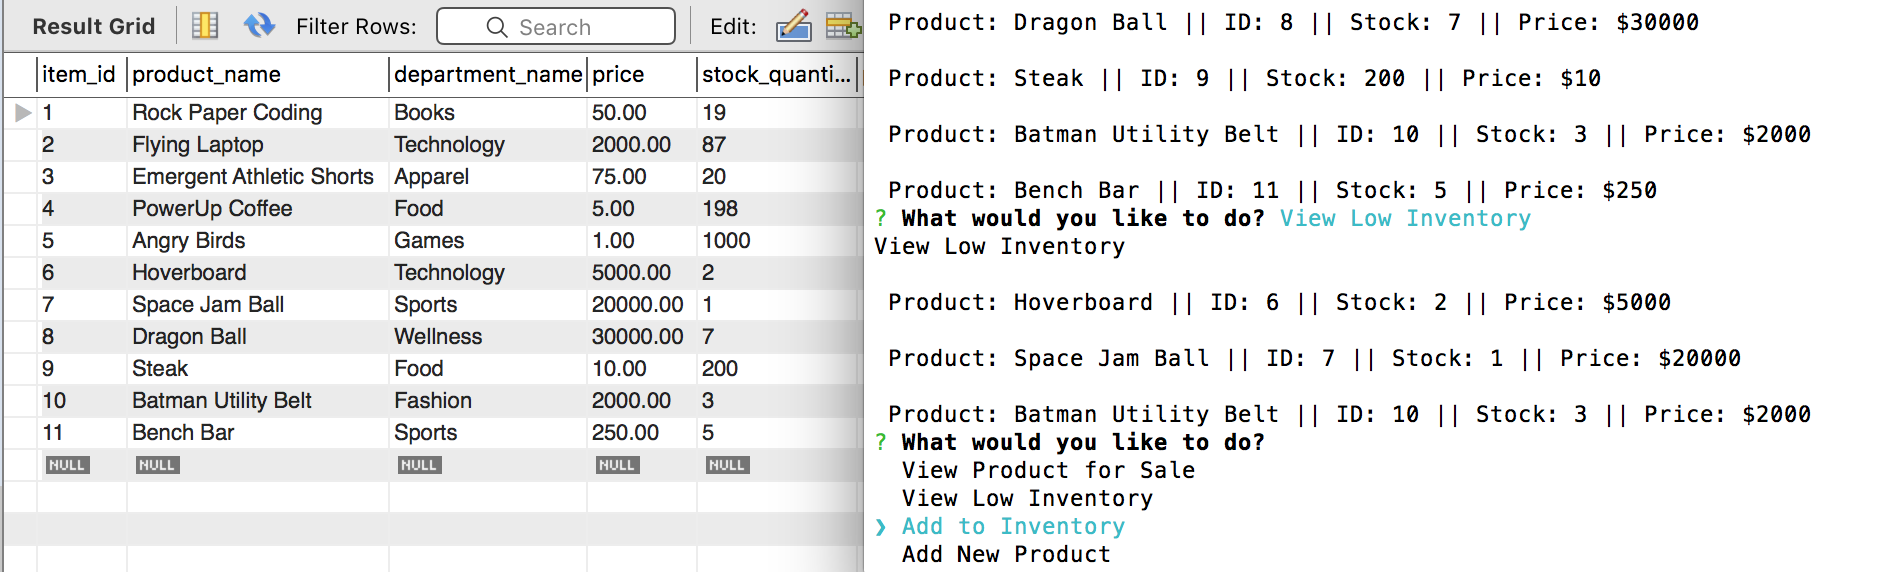 Result Grid Filter Rows: Search Edit:
item_id product_name department_name price stock_quanti...
1 Rock Paper Coding Books 50.00 19
2 Flying Laptop Technology 2000.00 87
3 Emergent Athletic Shorts Apparel 75.00 20
4 PowerUp Coffee Food 5.00 198
5 Angry Birds Games 1.00 1000
6 Hoverboard Technology 5000.00 2
7 Space Jam Ball Sports 20000.00 1
8 Dragon Ball Wellness 30000.00 7
9 Steak Food 10.00 200
10 Batman Utility Belt Fashion 2000.00 3
11 Bench Bar Sports 250.00 5
NULL NULL NULL NULL NULL
Product: Dragon Ball || ID: 8 || Stock: 7 || Price: $30000
Product: Steak || ID: 9 || Stock: 200 || Price: $10
Product: Batman Utility Belt || ID: 10 || Stock: 3 || Price: $2000
Product: Bench Bar || ID: 11 || Stock: 5 || Price: $250
? What would you like to do? View Low Inventory
View Low Inventory
Product: Hoverboard || ID: 6 || Stock: 2 || Price: $5000
Product: Space Jam Ball || ID: 7 || Stock: 1 || Price: $20000
Product: Batman Utility Belt || ID: 10 || Stock: 3 || Price: $2000
? What would you like to do?
View Product for Sale
View Low Inventory
❯ Add to Inventory
Add New Product